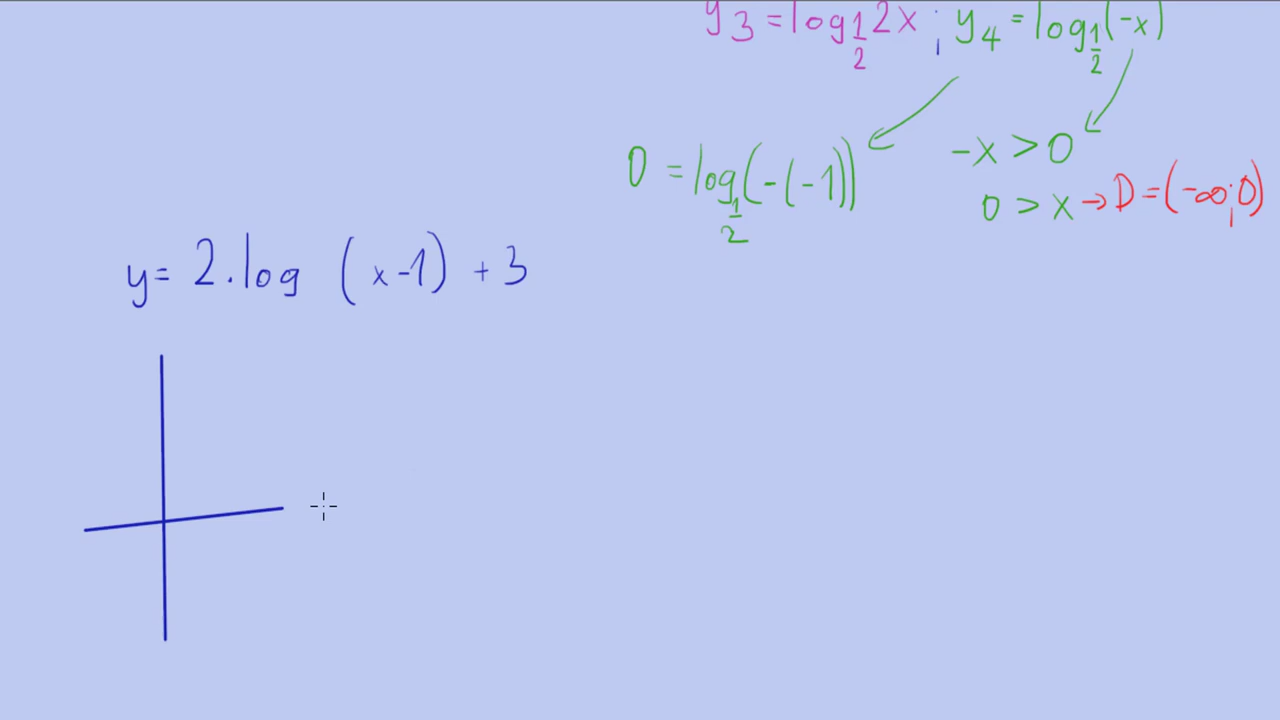 y₃ = log½ 2x ; y₄ = log½ (-x)
0 = log½ (-(-1))
-x > 0
0 > x → D = (-∞; 0)
y = 2.log (x-1) + 3